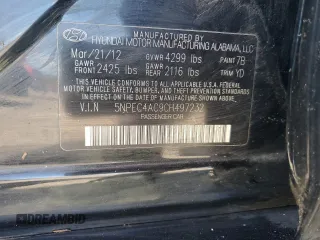 HYUNDAI MOTOR MANUFACTURING ALABAMA, LLC
Mar/21/12 GVWR 4299 lbs PAINT 7B
GAWR FRONT 2425 lbs GAWR REAR 2116 lbs TRIM YD
THIS VEHICLE CONFORMS TO ALL APPLICABLE U.S.A FEDERAL
MOTOR VEHICLE SAFETY, BUMPER, AND THEFT PREVENTION
STANDARDS IN EFFECT ON THE DATE OF MANUFACTURE SHOWN ABOVE.
V.I.N 5NPEC4AC9CH497232
PASSENGER CAR
DREAMBID